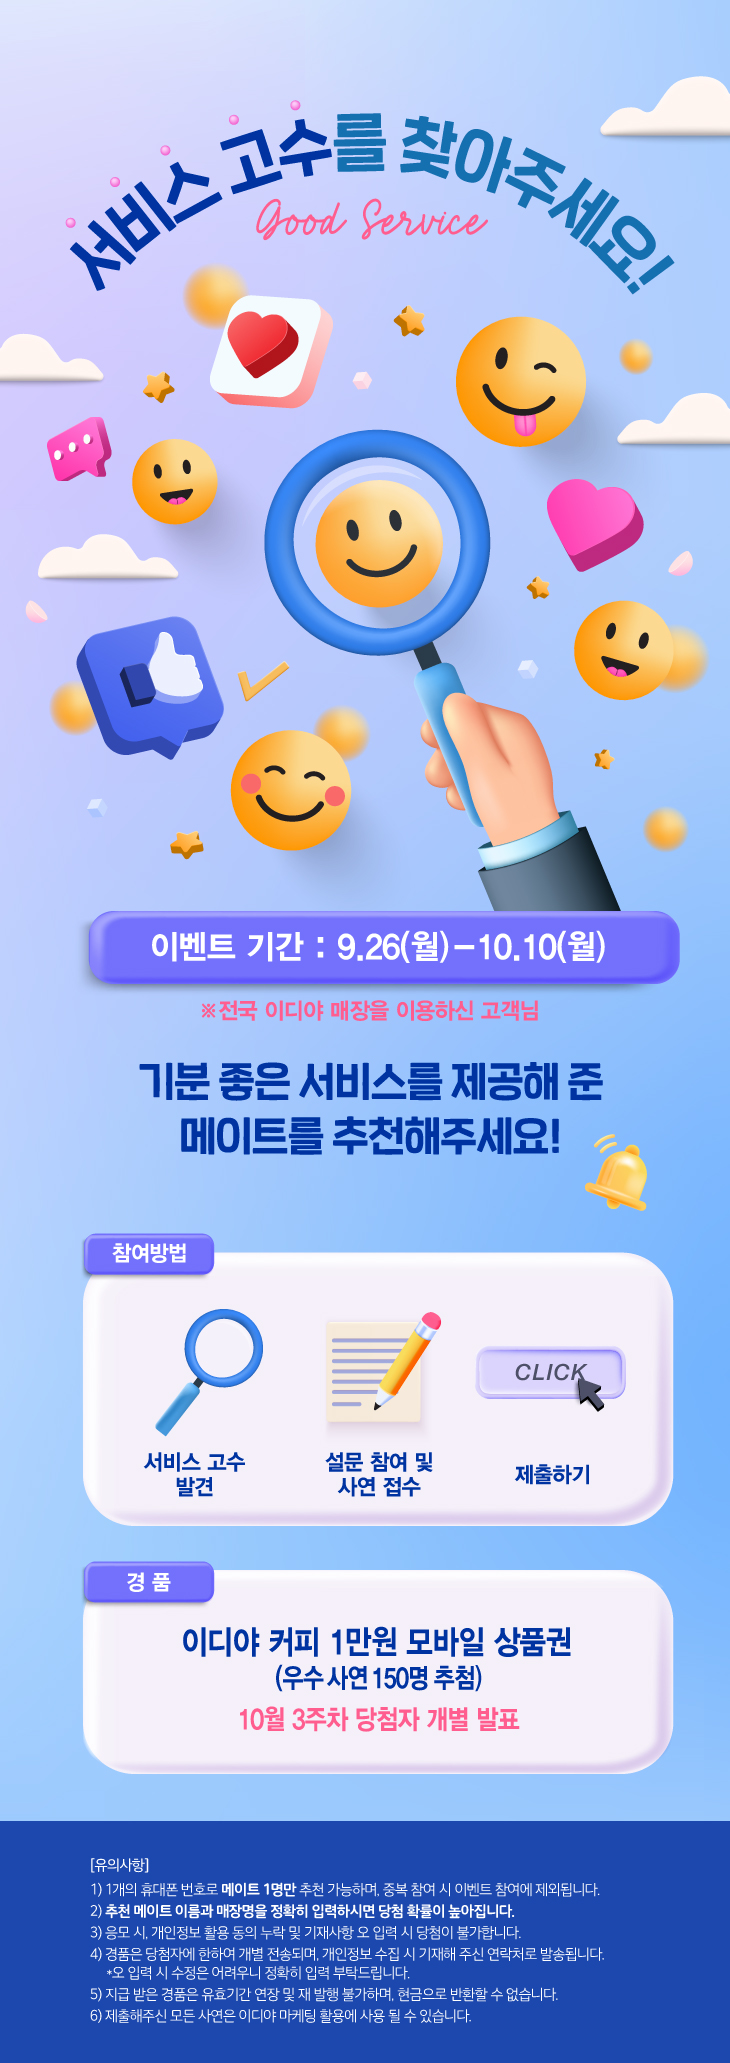 서비스 고수를 찾아주세요!
Good Service
이벤트 기간 : 9.26(월)-10.10(월)
※전국 이디야 매장을 이용하신 고객님
기분 좋은 서비스를 제공해 준
메이트를 추천해주세요!
참여방법
서비스 고수
발견
설문 참여 및
사연 접수
CLICK
제출하기
경 품
이디야 커피 1만원 모바일 상품권
(우수 사연 150명 추첨)
10월 3주차 당첨자 개별 발표
[유의사항]
1) 1개의 휴대폰 번호로 메이트 1명만 추천 가능하며, 중복 참여 시 이벤트 참여에 제외됩니다.
2) 추천 메이트 이름과 매장명을 정확히 입력하시면 당첨 확률이 높아집니다.
3) 응모 시, 개인정보 활용 동의 누락 및 기재사항 오 입력 시 당첨이 불가합니다.
4) 경품은 당첨자에 한하여 개별 전송되며, 개인정보 수집 시 기재해 주신 연락처로 발송됩니다.
*오 입력 시 수정은 어려우니 정확히 입력 부탁드립니다.
5) 지급 받은 경품은 유효기간 연장 및 재 발행 불가하며, 현금으로 반환할 수 없습니다.
6) 제출해주신 모든 사연은 이디야 마케팅 활용에 사용 될 수 있습니다.